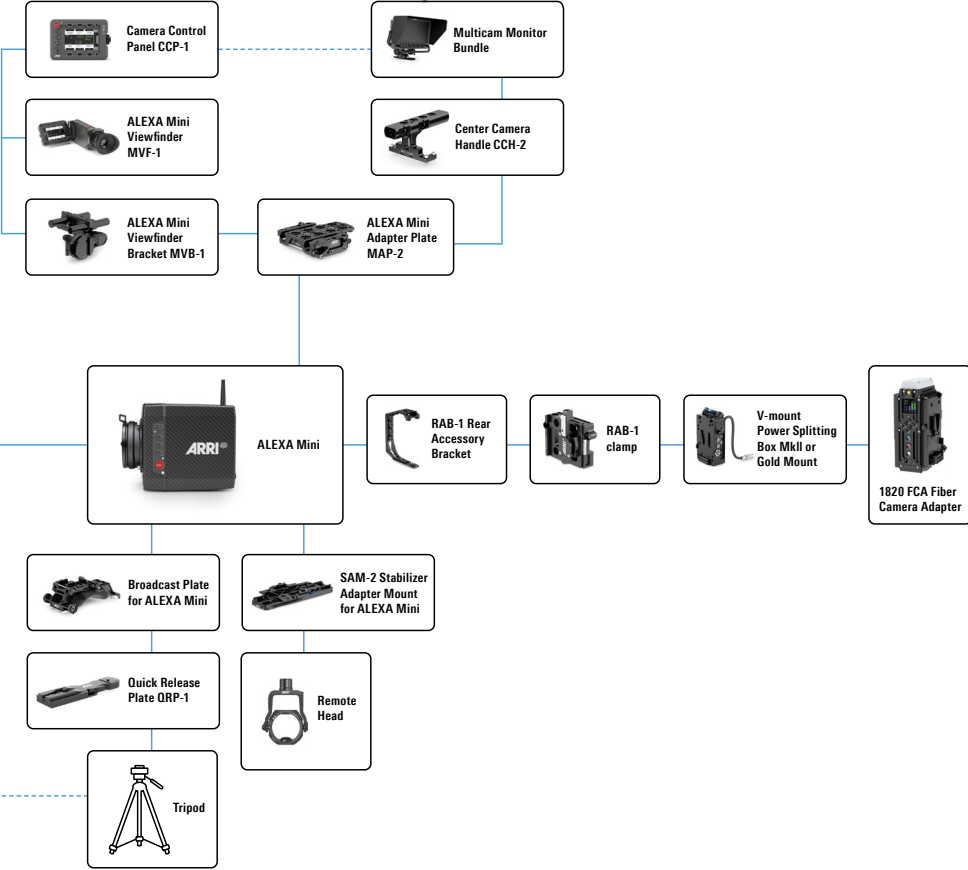 Camera Control
Panel CCP-1
Multicam Monitor
Bundle
ALEXA Mini
Viewfinder
MVF-1
Center Camera
Handle CCH-2
ALEXA Mini
Viewfinder
Bracket MVB-1
ALEXA Mini
Adapter Plate
MAP-2
ARRI
ALEXA Mini
RAB-1 Rear
Accessory
Bracket
RAB-1
clamp
V-mount
Power Splitting
Box MkII or
Gold Mount
1820 FCA Fiber
Camera Adapter
Broadcast Plate
for ALEXA Mini
SAM-2 Stabilizer
Adapter Mount
for ALEXA Mini
Quick Release
Plate QRP-1
Remote
Head
Tripod